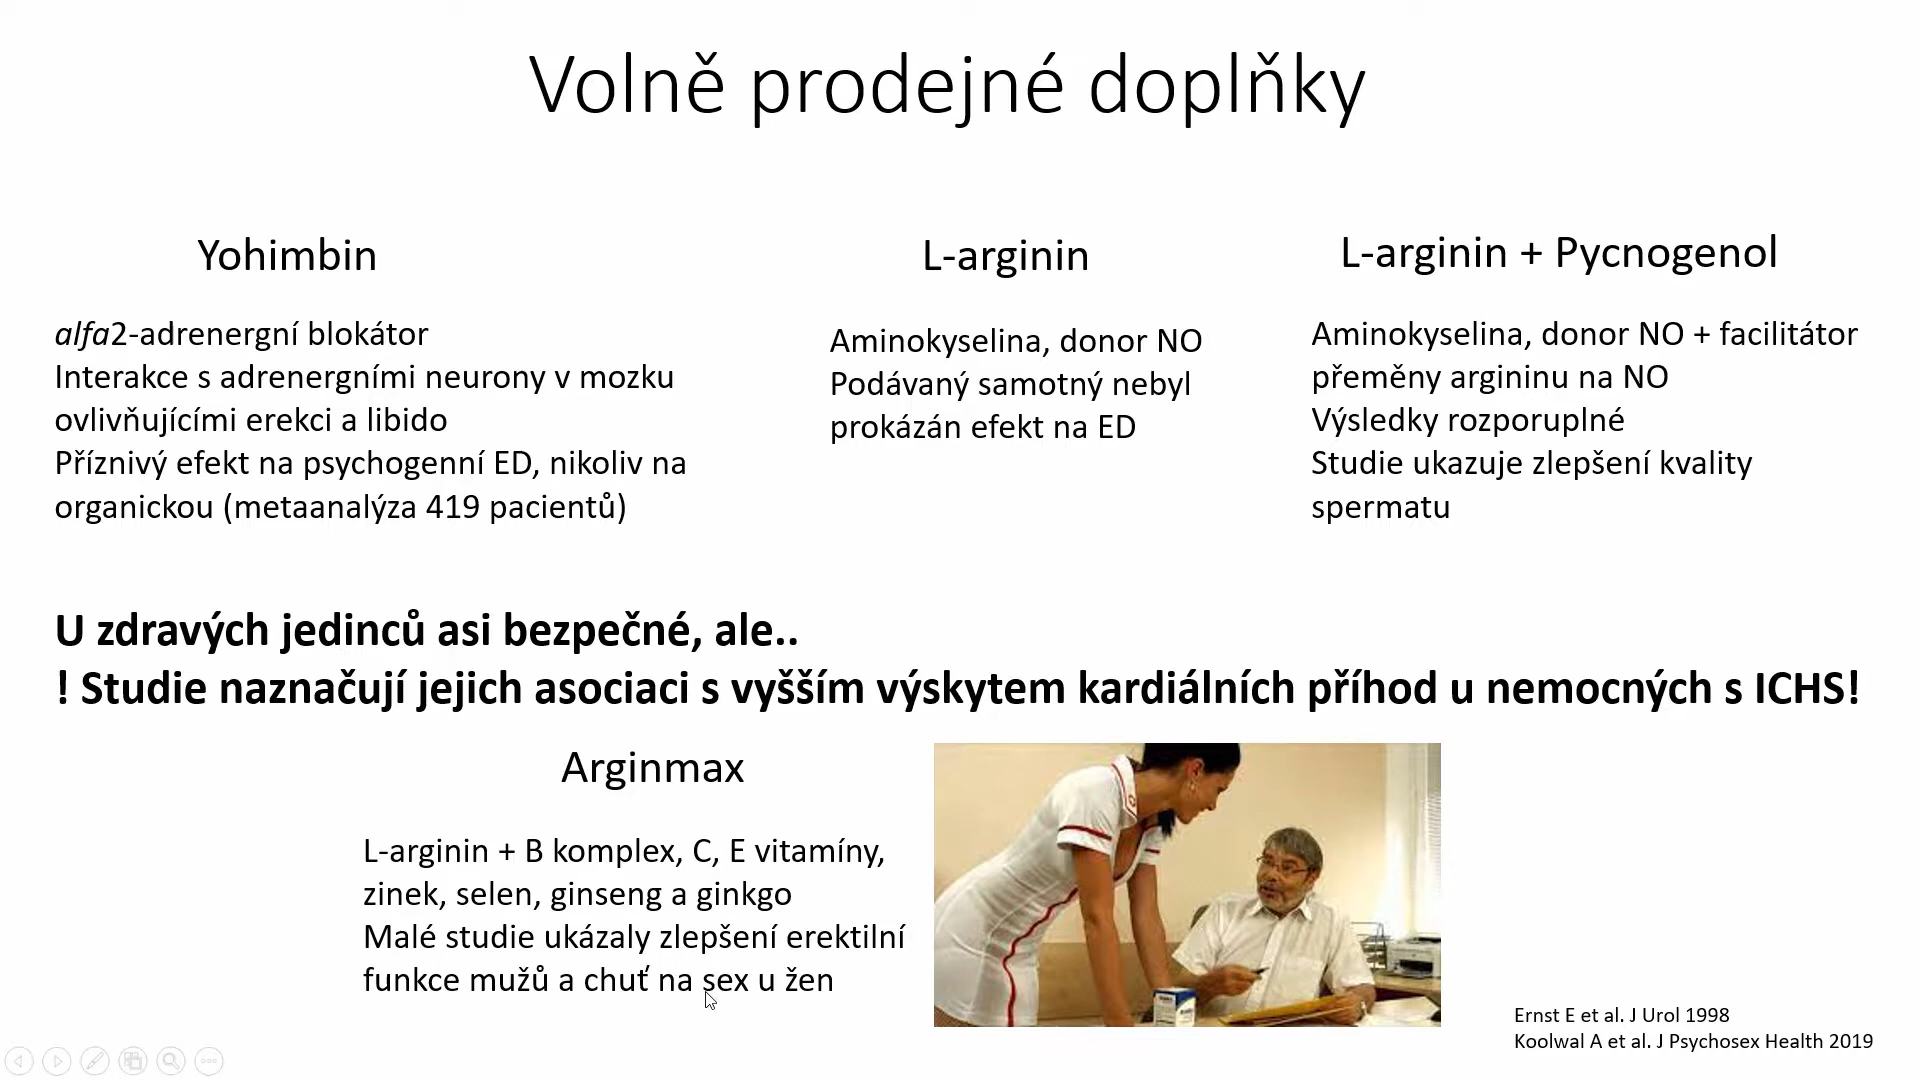 Volně prodejné doplňky
Yohimbin
alfa2-adrenergní blokátor
Interakce s adrenergními neurony v mozku
ovlivňujícími erekci a libido
Příznivý efekt na psychogenní ED, nikoliv na
organickou (metaanalýza 419 pacientů)
L-arginin
Aminokyselina, donor NO
Podávaný samotný nebyl
prokázán efekt na ED
L-arginin + Pycnogenol
Aminokyselina, donor NO + facilitátor
přeměny argininu na NO
Výsledky rozporuplné
Studie ukazuje zlepšení kvality
spermatu
U zdravých jedinců asi bezpečné, ale..
! Studie naznačují jejich asociaci s vyšším výskytem kardiálních příhod u nemocných s ICHS!
Arginmax
L-arginin + B komplex, C, E vitamíny,
zinek, selen, ginseng a ginkgo
Malé studie ukázaly zlepšení erektilní
funkce mužů a chuť na sex u žen
Ernst E et al. J Urol 1998
Koolwal A et al. J Psychosex Health 2019